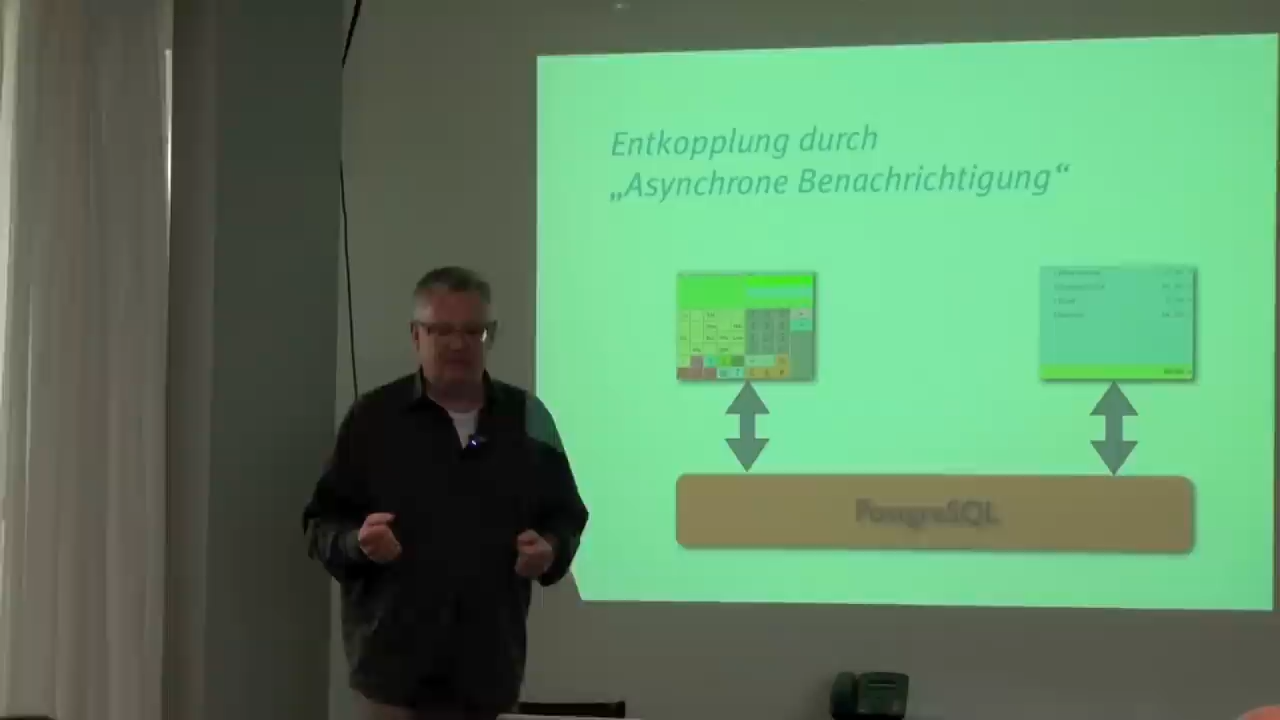 Entkopplung durch
„Asynchrone Benachrichtigung“
PostgreSQL